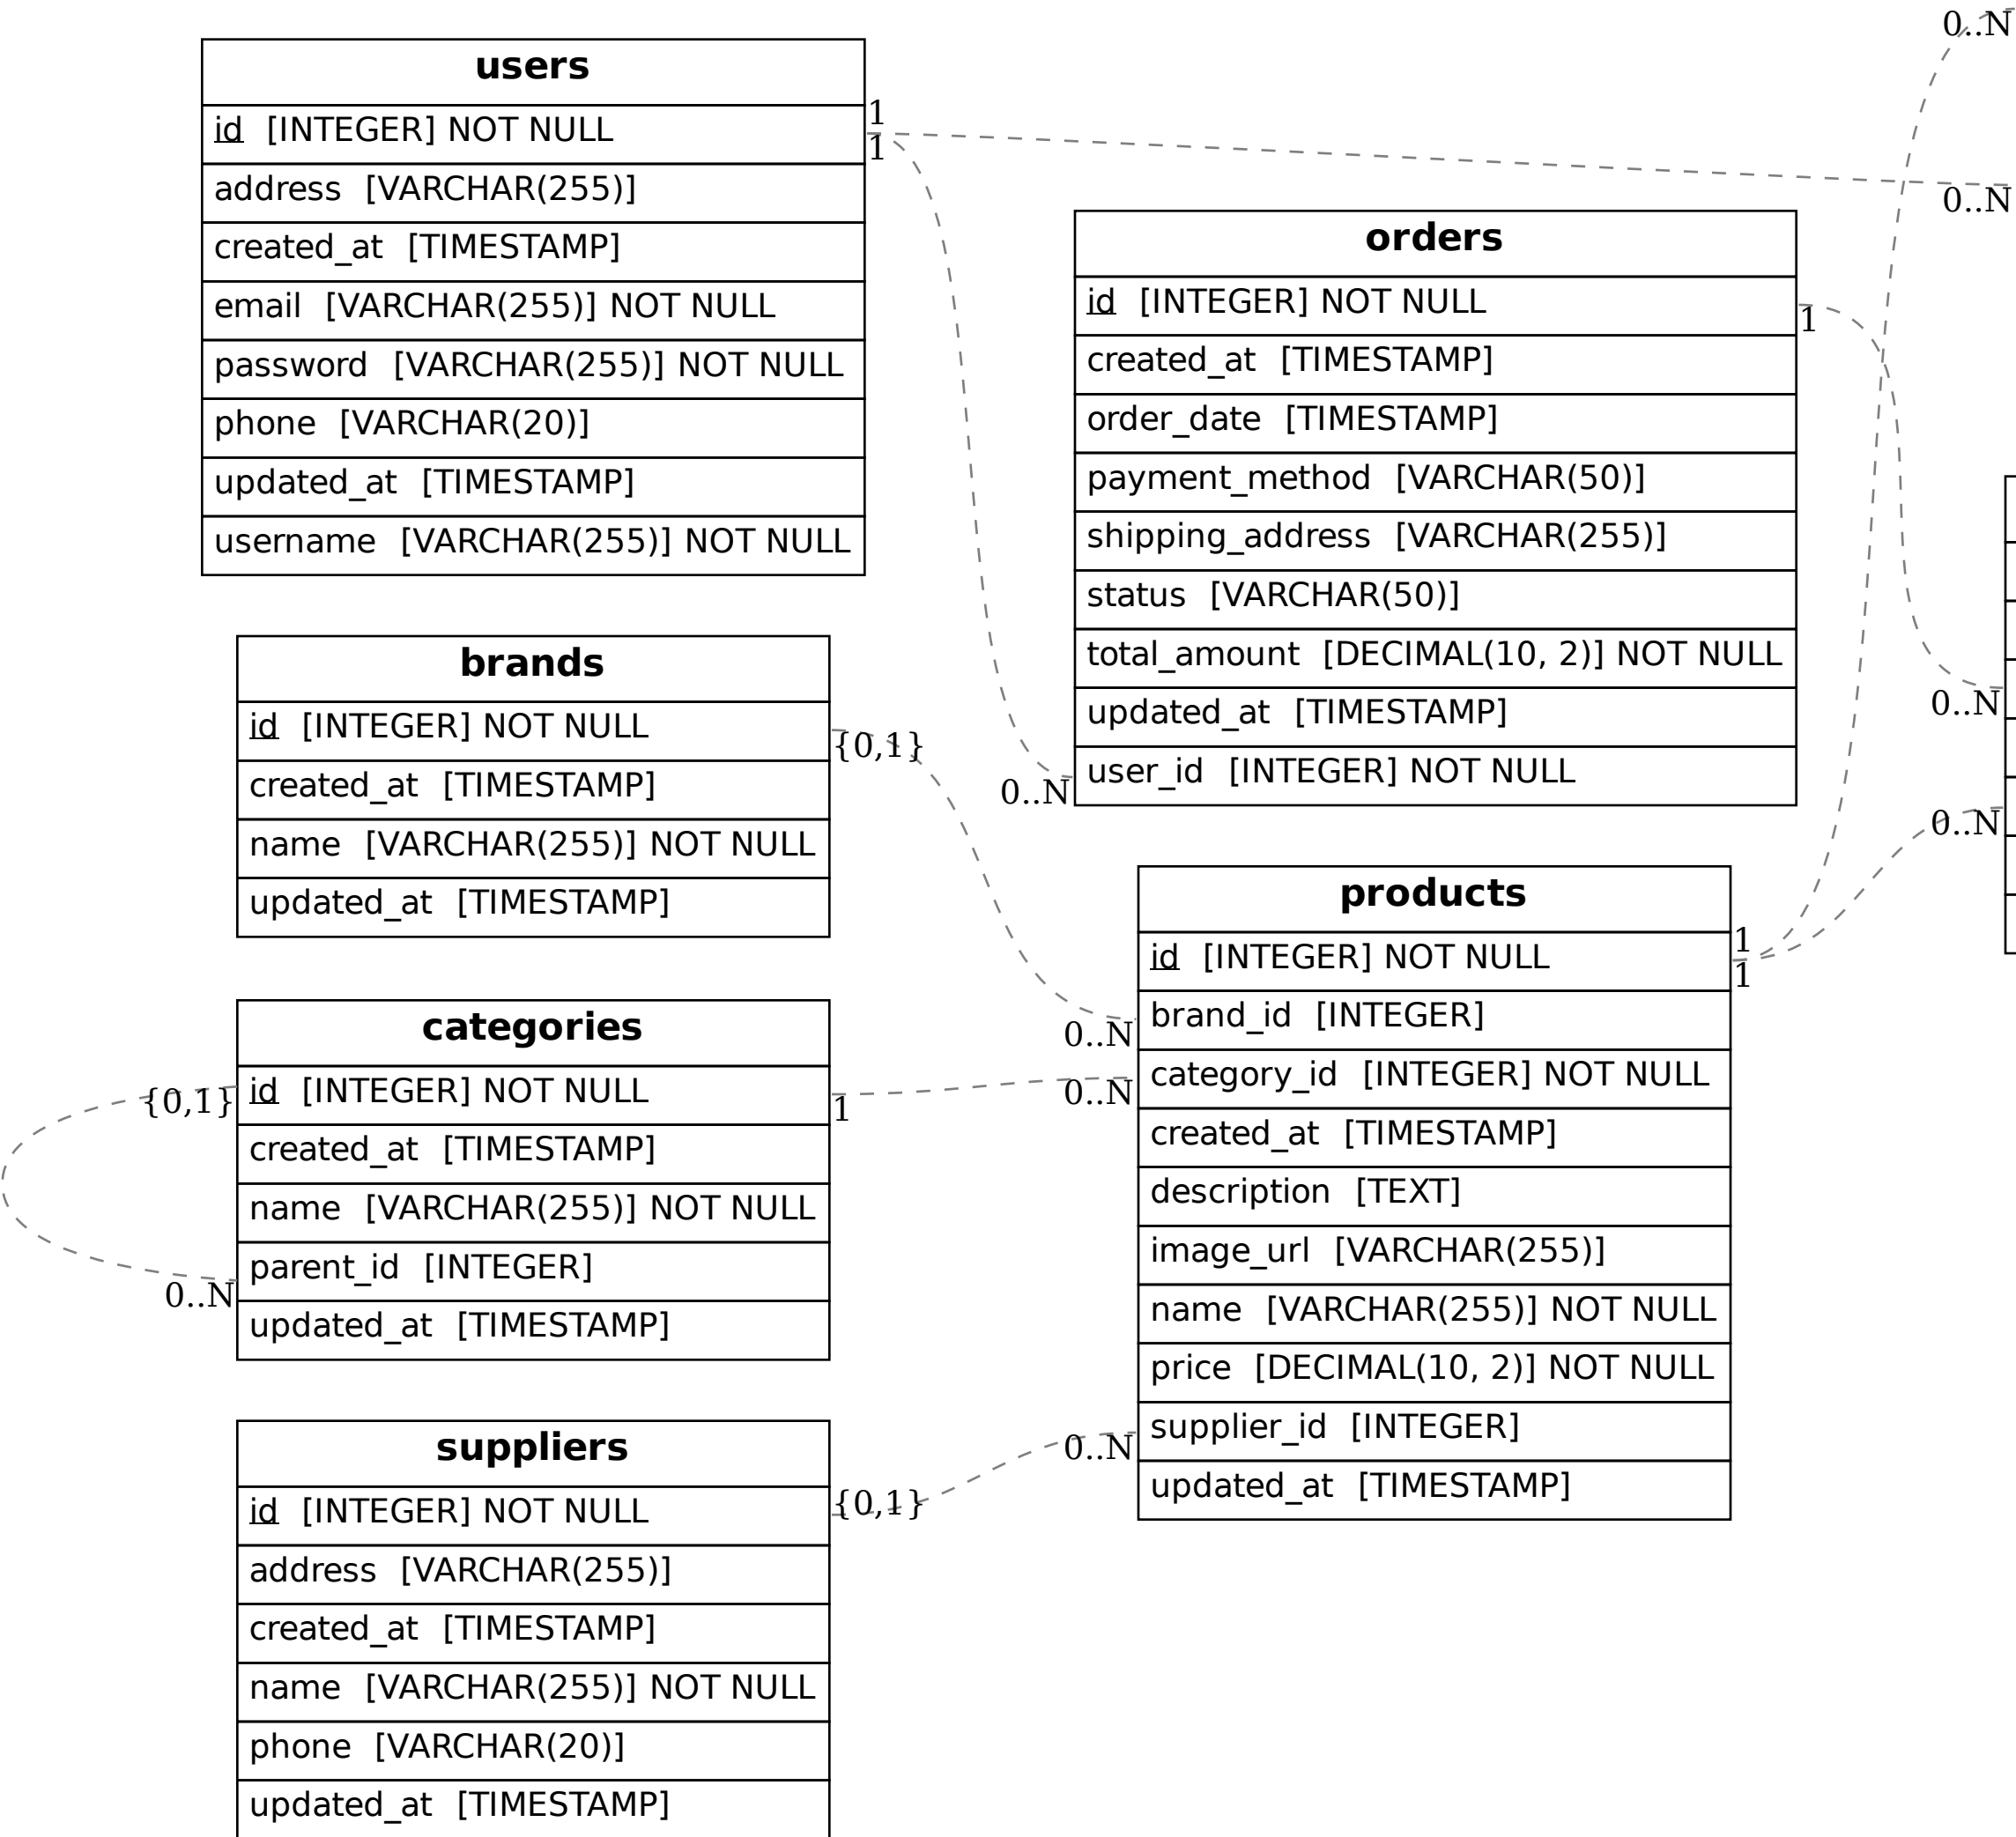 users
id [INTEGER] NOT NULL
address [VARCHAR(255)]
created_at [TIMESTAMP]
email [VARCHAR(255)] NOT NULL
password [VARCHAR(255)] NOT NULL
phone [VARCHAR(20)]
updated_at [TIMESTAMP]
username [VARCHAR(255)] NOT NULL
1
1
0..N
0..N
orders
id [INTEGER] NOT NULL
created_at [TIMESTAMP]
order_date [TIMESTAMP]
payment_method [VARCHAR(50)]
shipping_address [VARCHAR(255)]
status [VARCHAR(50)]
total_amount [DECIMAL(10, 2)] NOT NULL
updated_at [TIMESTAMP]
user_id [INTEGER] NOT NULL
0..N
1
0..N
0..N
brands
id [INTEGER] NOT NULL
created_at [TIMESTAMP]
name [VARCHAR(255)] NOT NULL
updated_at [TIMESTAMP]
{0,1}
0..N
categories
id [INTEGER] NOT NULL
created_at [TIMESTAMP]
name [VARCHAR(255)] NOT NULL
parent_id [INTEGER]
updated_at [TIMESTAMP]
{0,1}
0..N
1
0..N
products
id [INTEGER] NOT NULL
brand_id [INTEGER]
category_id [INTEGER] NOT NULL
created_at [TIMESTAMP]
description [TEXT]
image_url [VARCHAR(255)]
name [VARCHAR(255)] NOT NULL
price [DECIMAL(10, 2)] NOT NULL
supplier_id [INTEGER]
updated_at [TIMESTAMP]
1
1
suppliers
id [INTEGER] NOT NULL
address [VARCHAR(255)]
created_at [TIMESTAMP]
name [VARCHAR(255)] NOT NULL
phone [VARCHAR(20)]
updated_at [TIMESTAMP]
{0,1}
0..N